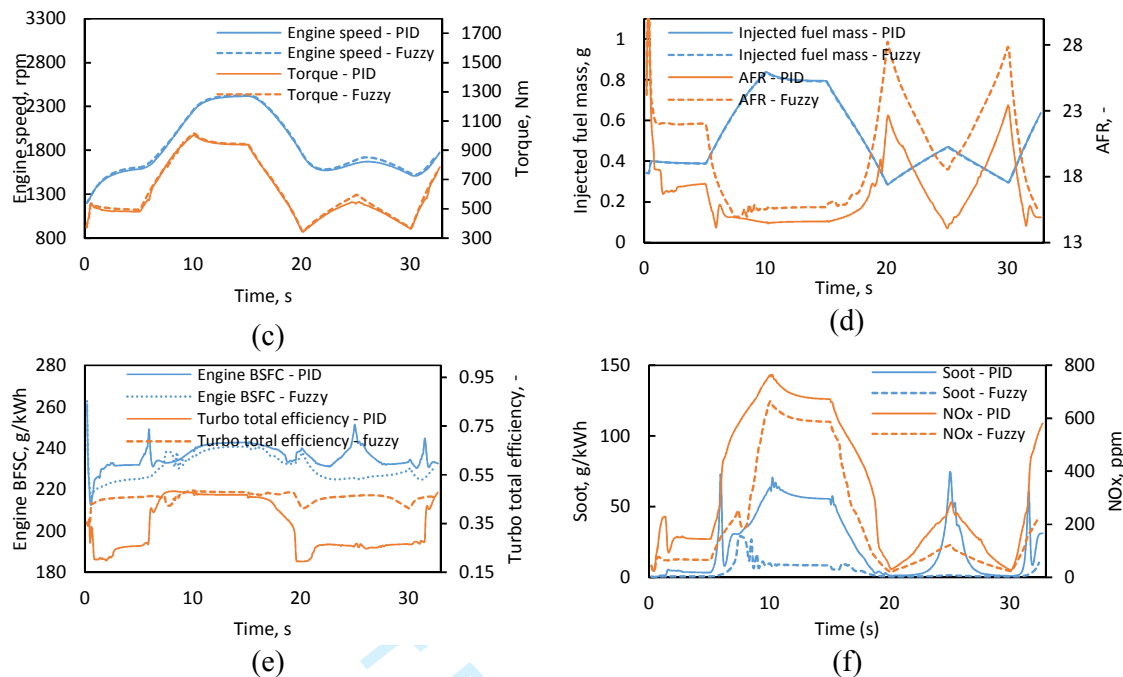 Engine speed, rpm
3300
2800
2300
1800
1300
800
Engine speed - PID
Engine speed - Fuzzy
Torque - PID
Torque - Fuzzy
1700
1500
1300
1100
900
700
500
300
Torque, Nm
0
10
20
30
Time, s
(c)
Injected fuel mass, g
1
0.8
0.6
0.4
0.2
0
Injected fuel mass - PID
Injected fuel mass - Fuzzy
AFR - PID
AFR - Fuzzy
28
23
18
13
AFR, -
0
10
20
30
Time, s
(d)
Engine BFSC, g/kWh
280
260
240
220
200
180
Engine BSFC - PID
Engie BSFC - Fuzzy
Turbo total efficiency - PID
Turbo total efficiency - fuzzy
0.95
0.75
0.55
0.35
0.15
Turbo total efficiency, -
0
10
20
30
Time, s
(e)
Soot, g/kWh
150
100
50
0
Soot - PID
Soot - Fuzzy
NOx - PID
NOx - Fuzzy
800
600
400
200
0
NOx, ppm
0
10
20
30
Time (s)
(f)